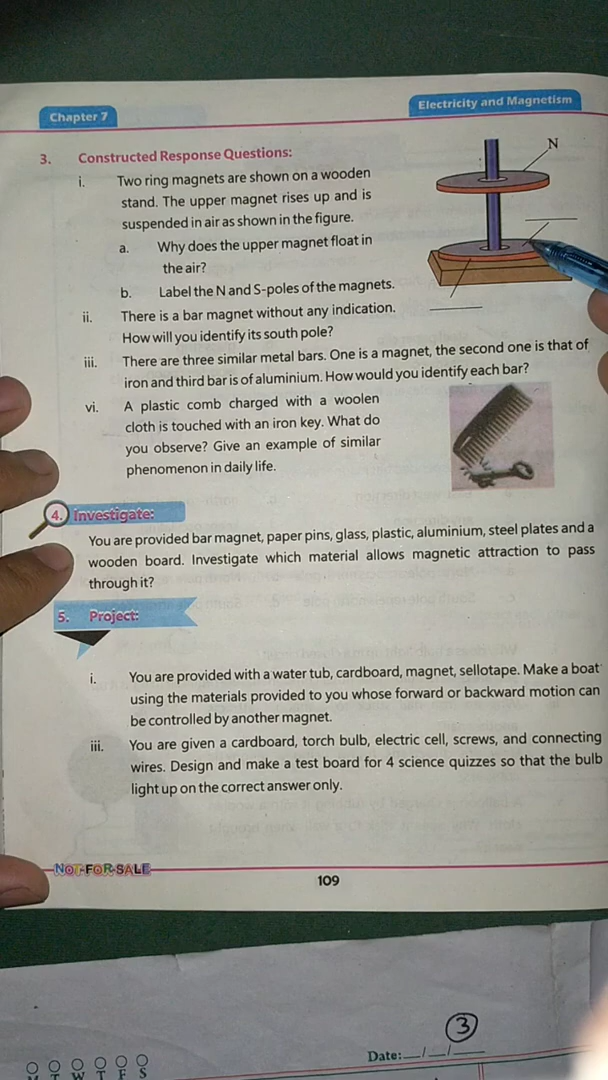 Chapter 7
Electricity and Magnetism
3. Constructed Response Questions:
i. Two ring magnets are shown on a wooden
stand. The upper magnet rises up and is
suspended in air as shown in the figure.
a. Why does the upper magnet float in
the air?
b. Label the N and S-poles of the magnets.
N
ii. There is a bar magnet without any indication.
How will you identify its south pole?
iii. There are three similar metal bars. One is a magnet, the second one is that of
iron and third bar is of aluminium. How would you identify each bar?
vi. A plastic comb charged with a woolen
cloth is touched with an iron key. What do
you observe? Give an example of similar
phenomenon in daily life.
4. Investigate:
You are provided bar magnet, paper pins, glass, plastic, aluminium, steel plates and a
wooden board. Investigate which material allows magnetic attraction to pass
through it?
5. Project:
i. You are provided with a water tub, cardboard, magnet, sellotape. Make a boat
using the materials provided to you whose forward or backward motion can
be controlled by another magnet.
iii. You are given a cardboard, torch bulb, electric cell, screws, and connecting
wires. Design and make a test board for 4 science quizzes so that the bulb
light up on the correct answer only.
NOT FOR SALE
109
3
Date:__/__/__
M T W T F S